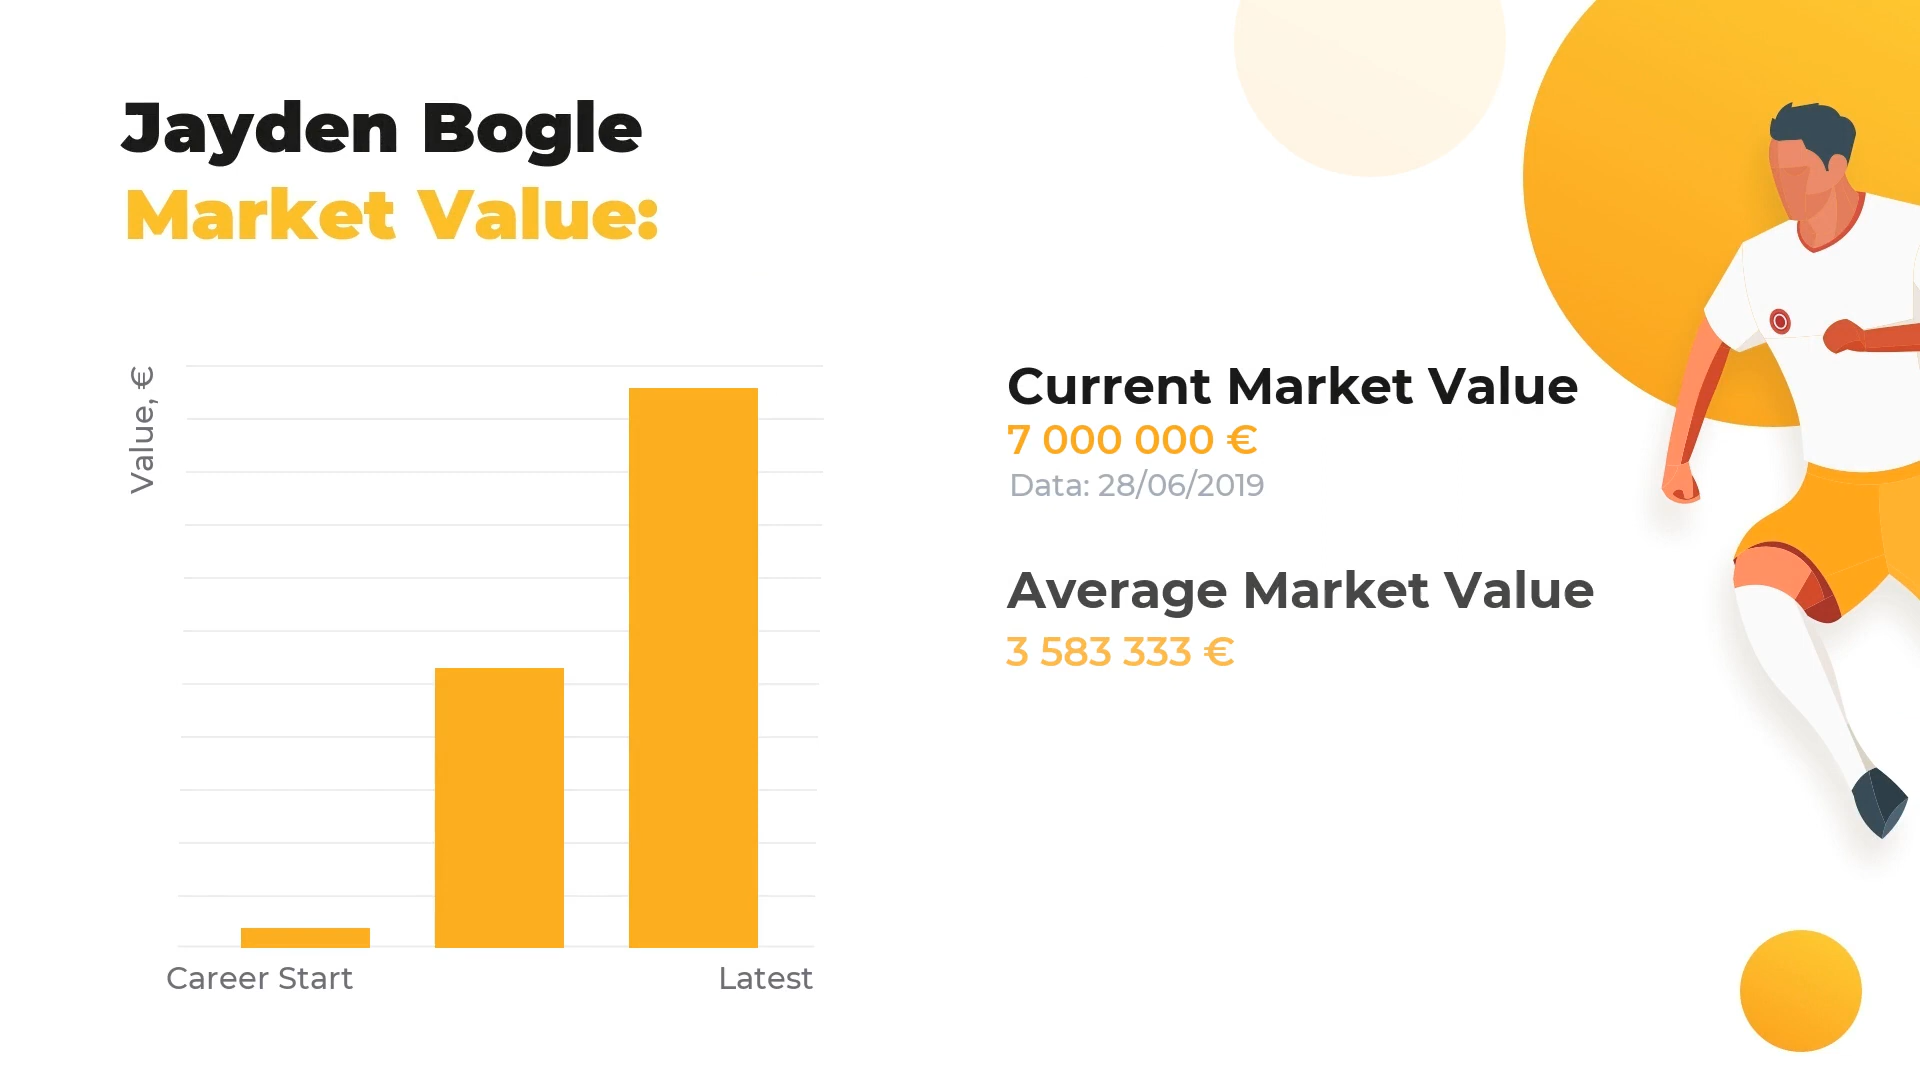 Jayden Bogle
Market Value:
Value, €
Career Start
Latest
Current Market Value
7 000 000 €
Data: 28/06/2019
Average Market Value
3 583 333 €